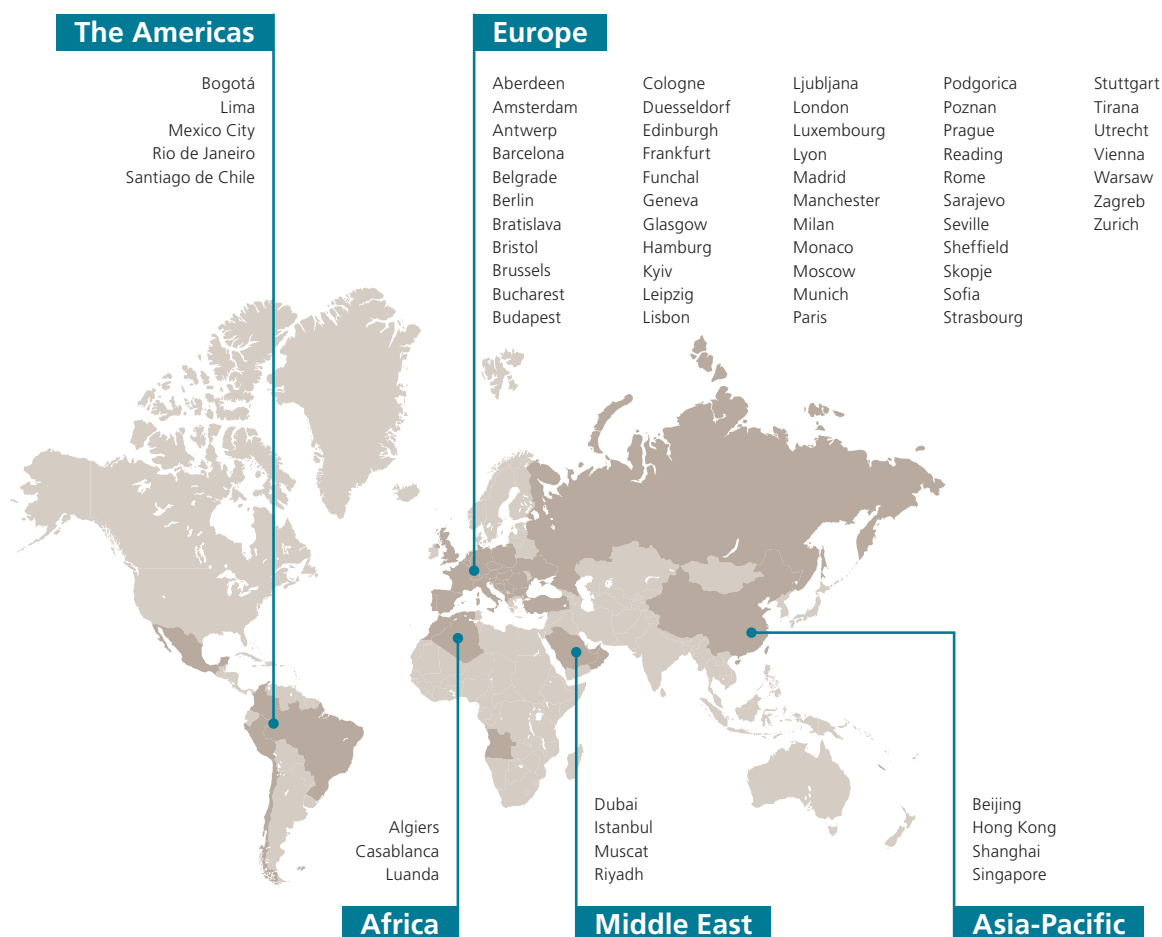 The Americas
Bogotá
Lima
Mexico City
Rio de Janeiro
Santiago de Chile
Europe
Aberdeen
Amsterdam
Antwerp
Barcelona
Belgrade
Berlin
Bratislava
Bristol
Brussels
Bucharest
Budapest
Cologne
Duesseldorf
Edinburgh
Frankfurt
Funchal
Geneva
Glasgow
Hamburg
Kyiv
Leipzig
Lisbon
Ljubljana
London
Luxembourg
Lyon
Madrid
Manchester
Milan
Monaco
Moscow
Munich
Paris
Podgorica
Poznan
Prague
Reading
Rome
Sarajevo
Seville
Sheffield
Skopje
Sofia
Strasbourg
Stuttgart
Tirana
Utrecht
Vienna
Warsaw
Zagreb
Zurich
Algiers
Casablanca
Luanda
Africa
Dubai
Istanbul
Muscat
Riyadh
Middle East
Beijing
Hong Kong
Shanghai
Singapore
Asia-Pacific